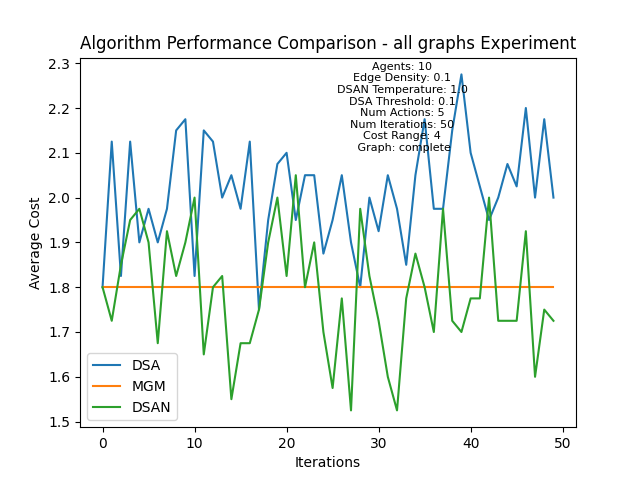 Algorithm Performance Comparison - all graphs Experiment
Agents: 10
Edge Density: 0.1
DSAN Temperature: 1.0
DSA Threshold: 0.1
Num Actions: 5
Num Iterations: 50
Cost Range: 4
Graph: complete
Average Cost
2.3
2.2
2.1
2.0
1.9
1.8
1.7
1.6
1.5
DSA
MGM
DSAN
0
10
20
30
40
50
Iterations